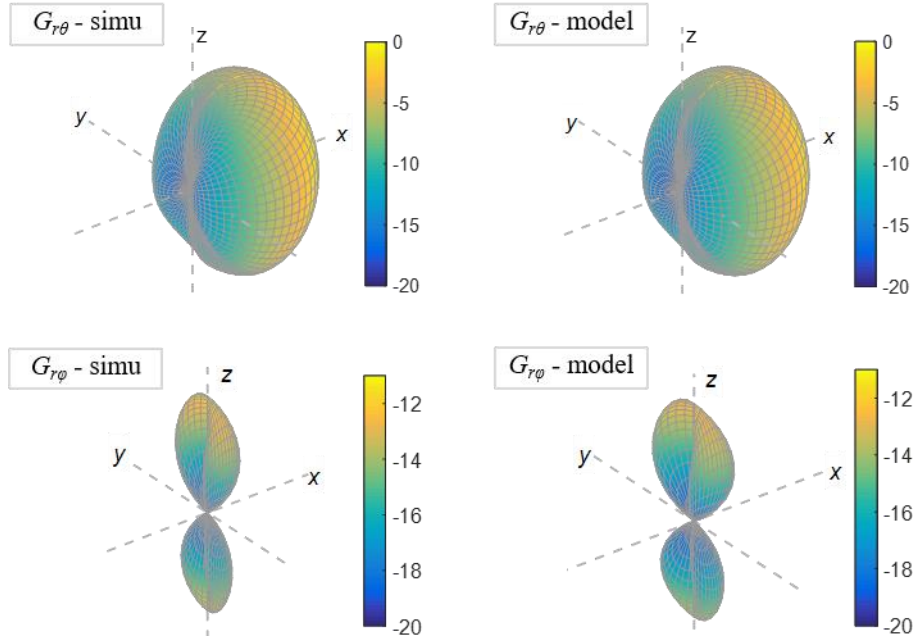 G_rθ - simu
z
y
x
0
-5
-10
-15
-20
G_rθ - model
z
y
x
0
-5
-10
-15
-20
G_rφ - simu
z
y
x
-12
-14
-16
-18
-20
G_rφ - model
z
y
x
-12
-14
-16
-18
-20